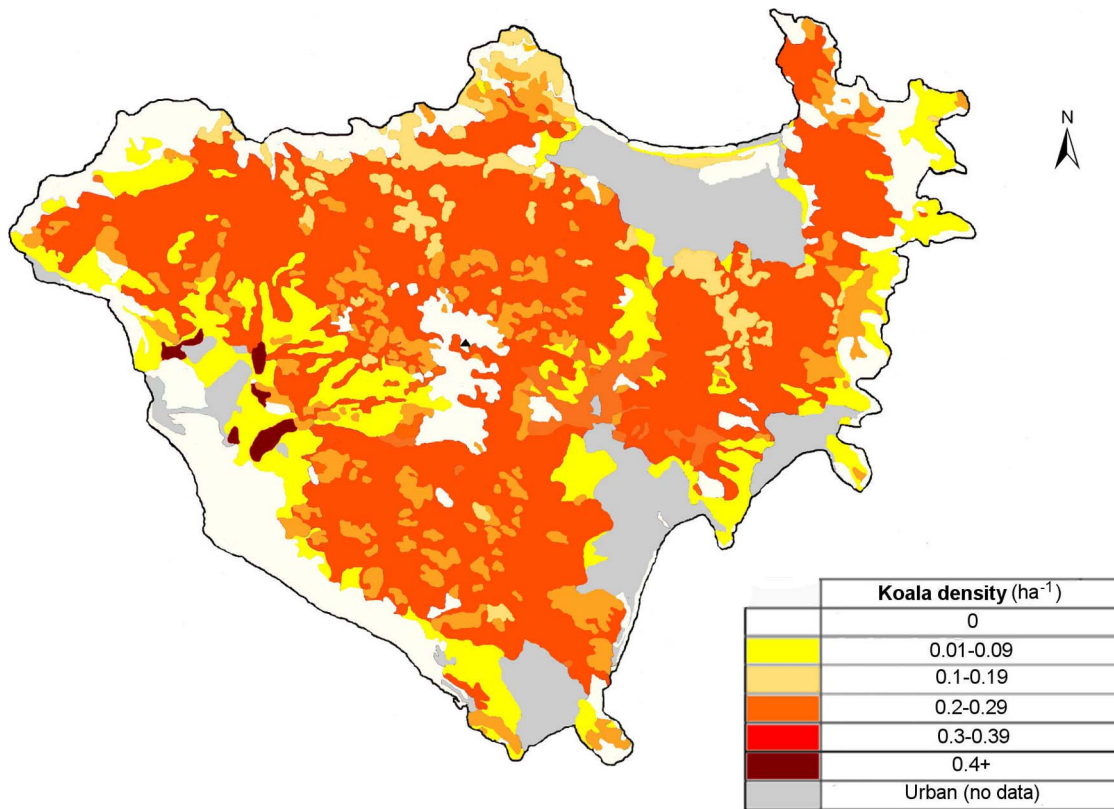 N
Koala density (ha⁻¹)
0
0.01-0.09
0.1-0.19
0.2-0.29
0.3-0.39
0.4+
Urban (no data)